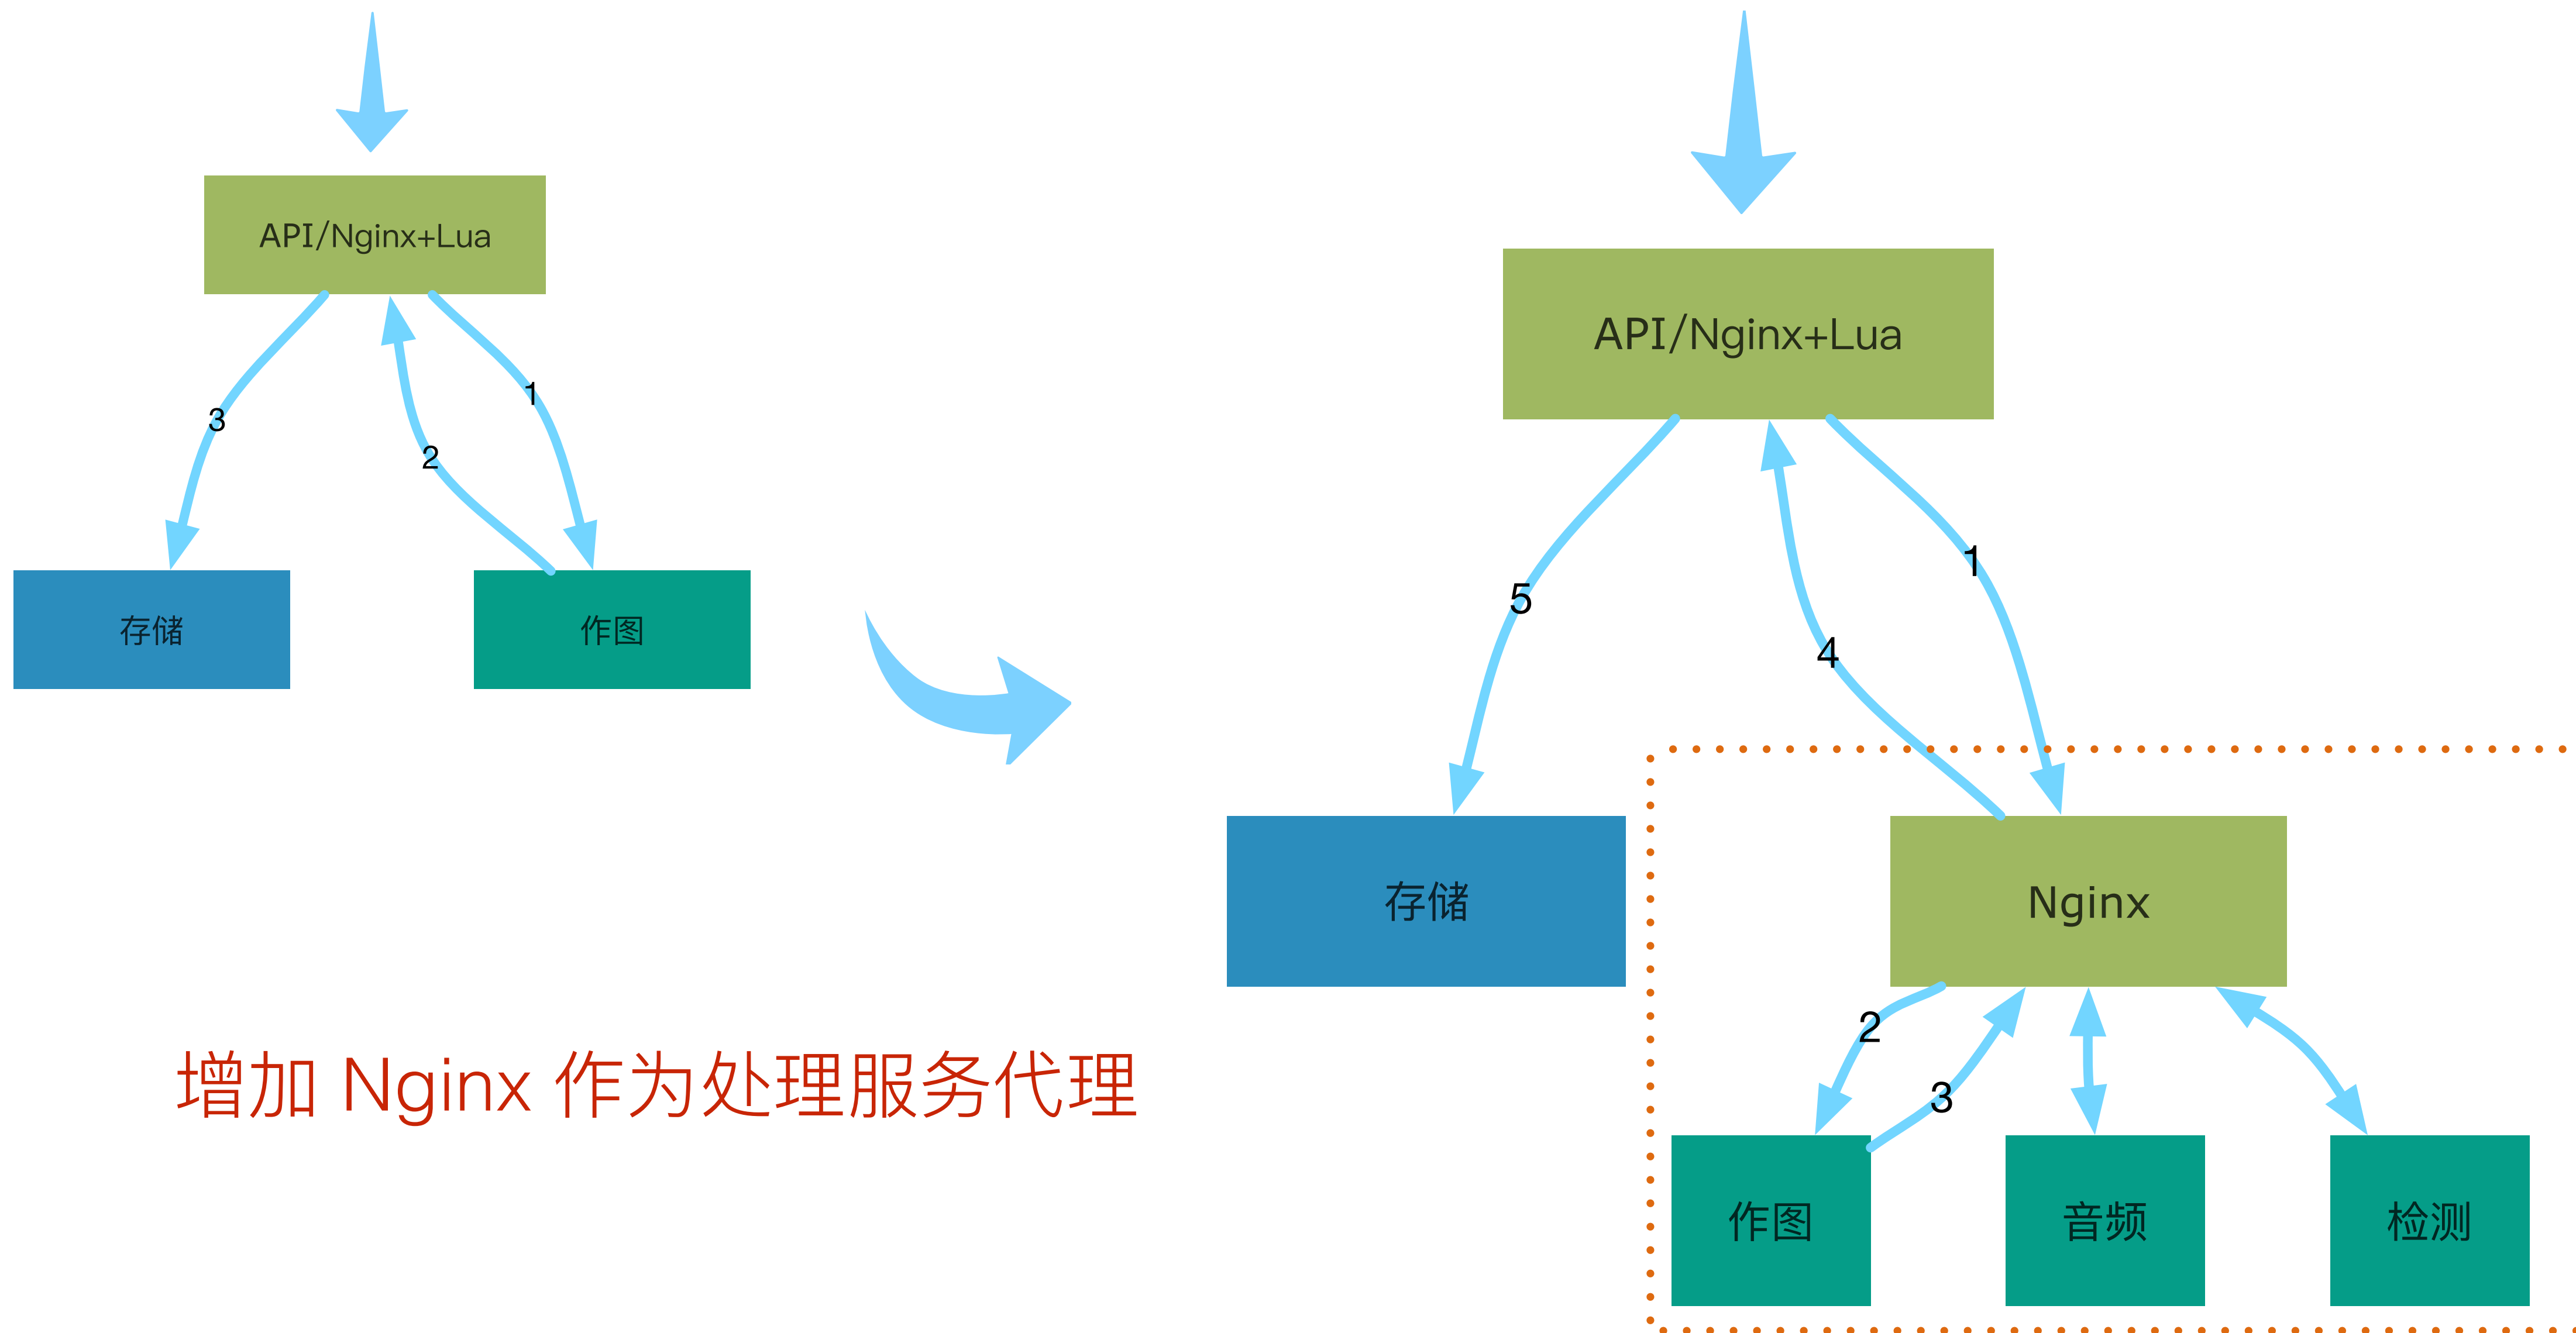 API/Nginx+Lua
3
1
2
存储
作图
增加 Nginx 作为处理服务代理
API/Nginx+Lua
5
1
4
存储
Nginx
2
3
作图
音频
检测